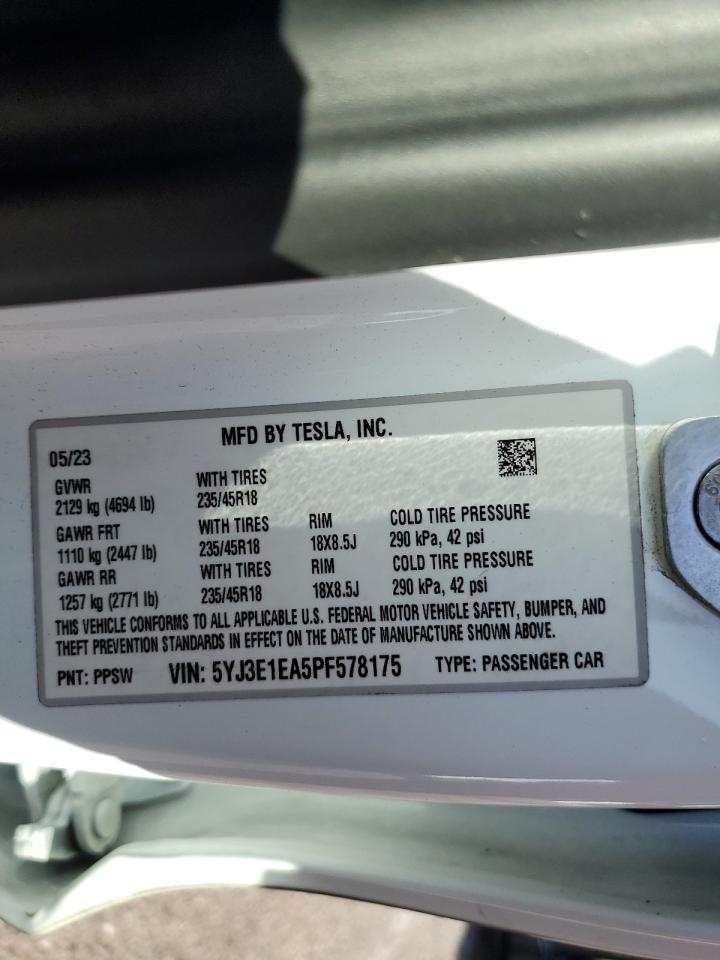 MFD BY TESLA, INC.
05/23
GVWR WITH TIRES
2129 kg (4694 lb) 235/45R18
GAWR FRT WITH TIRES RIM COLD TIRE PRESSURE
1110 kg (2447 lb) 235/45R18 18X8.5J 290 kPa, 42 psi
GAWR RR WITH TIRES RIM COLD TIRE PRESSURE
1257 kg (2771 lb) 235/45R18 18X8.5J 290 kPa, 42 psi
THIS VEHICLE CONFORMS TO ALL APPLICABLE U.S. FEDERAL MOTOR VEHICLE SAFETY, BUMPER, AND
THEFT PREVENTION STANDARDS IN EFFECT ON THE DATE OF MANUFACTURE SHOWN ABOVE.
PNT: PPSW VIN: 5YJ3E1EA5PF578175 TYPE: PASSENGER CAR